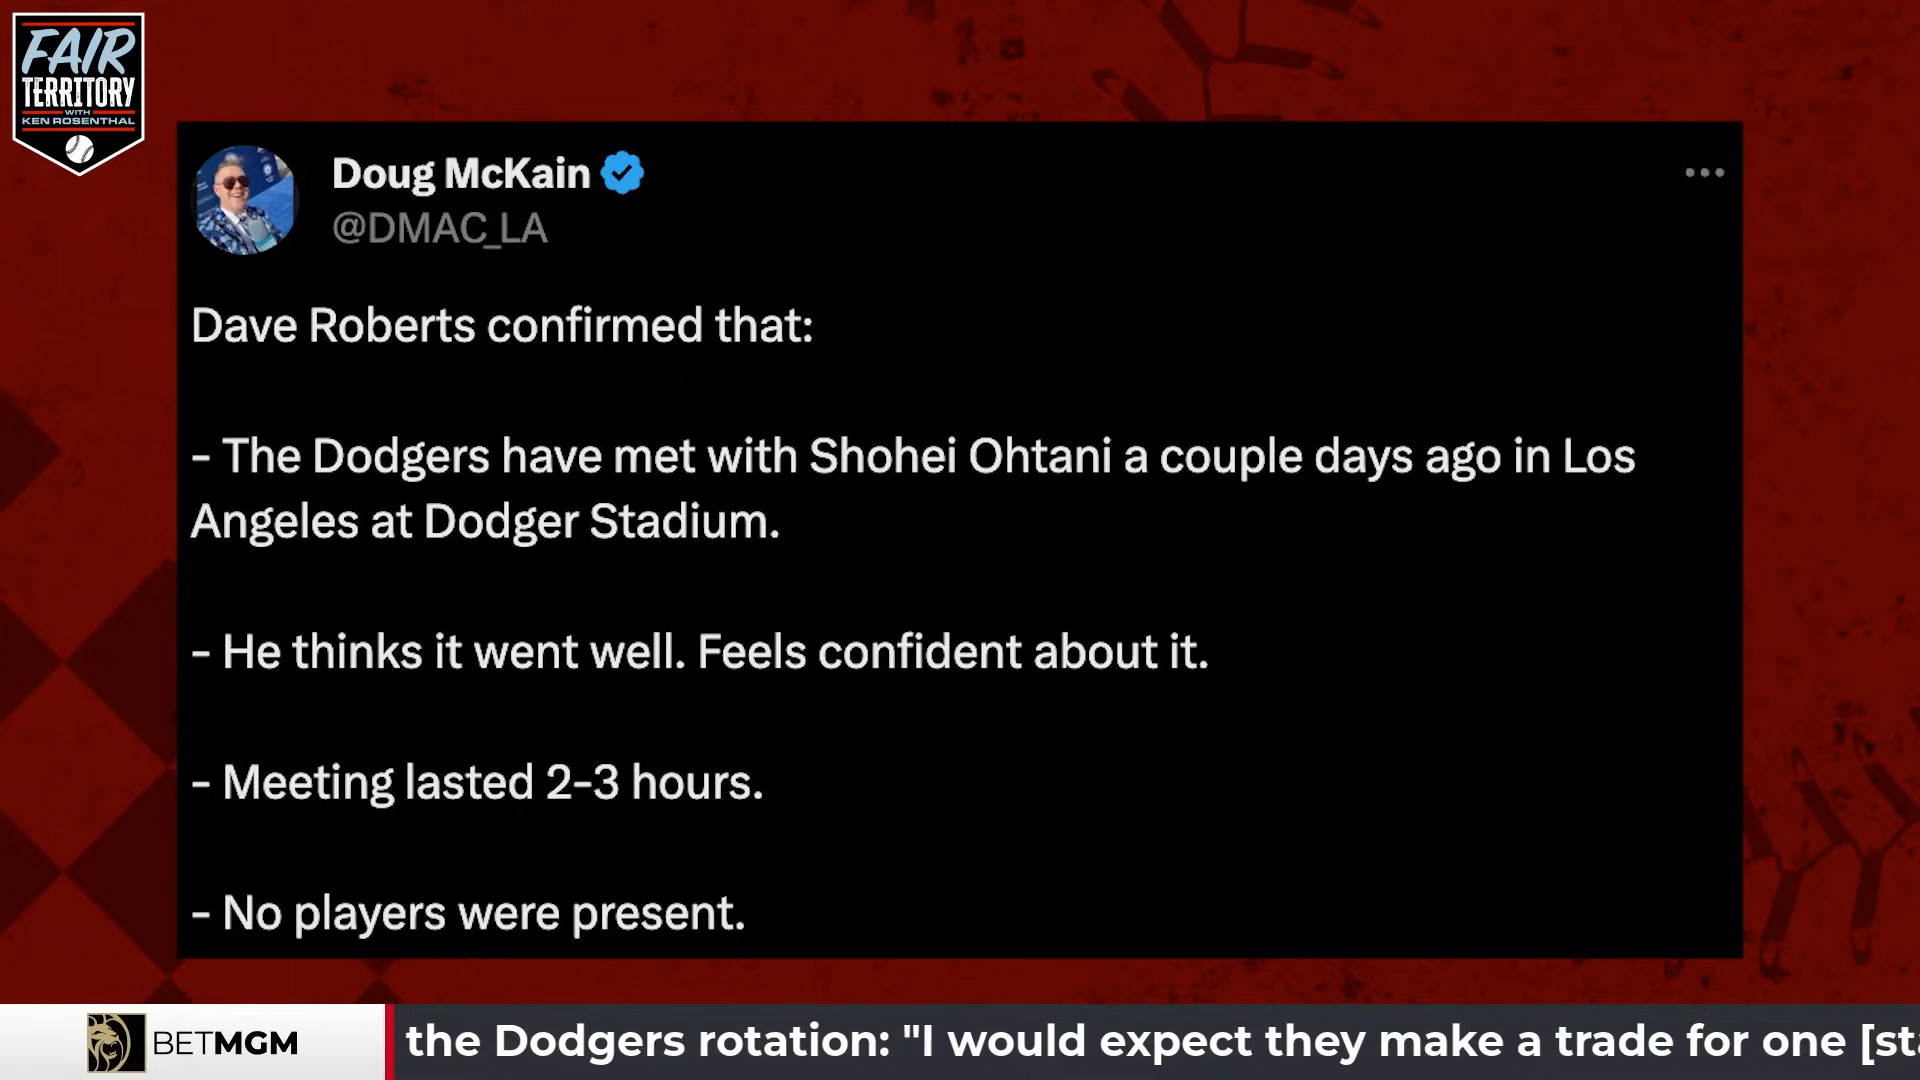 FAIR
TERRITORY
WITH
KEN ROSENTHAL
Doug McKain
@DMAC_LA
Dave Roberts confirmed that:
- The Dodgers have met with Shohei Ohtani a couple days ago in Los
Angeles at Dodger Stadium.
- He thinks it went well. Feels confident about it.
- Meeting lasted 2-3 hours.
- No players were present.
BETMGM
the Dodgers rotation: "I would expect they make a trade for one [sta